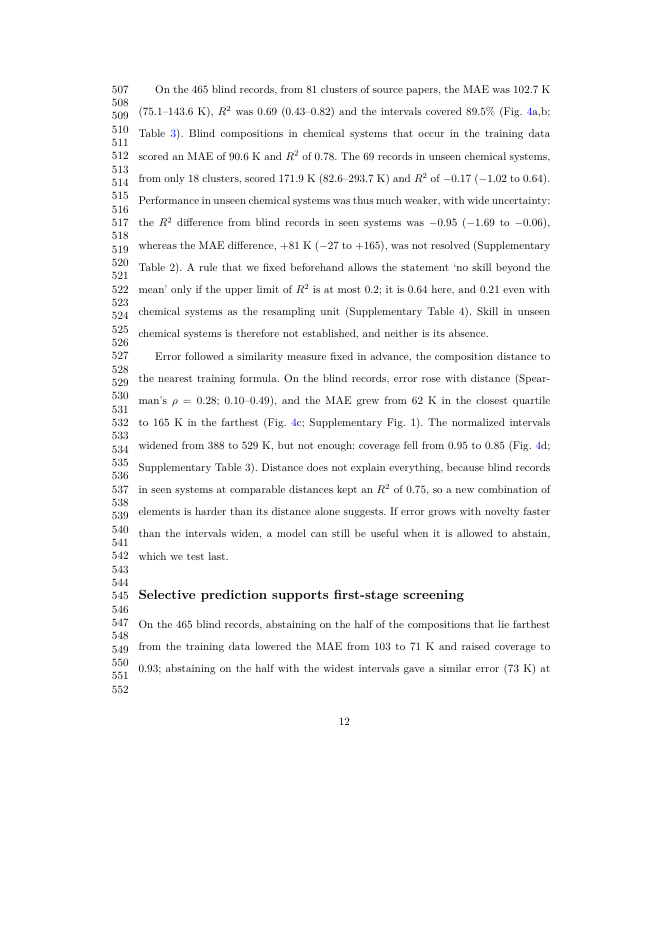 507 On the 465 blind records, from 81 clusters of source papers, the MAE was 102.7 K
508
509 (75.1–143.6 K), R² was 0.69 (0.43–0.82) and the intervals covered 89.5% (Fig. 4a,b;
510 Table 3). Blind compositions in chemical systems that occur in the training data
511
512 scored an MAE of 90.6 K and R² of 0.78. The 69 records in unseen chemical systems,
513
514 from only 18 clusters, scored 171.9 K (82.6–293.7 K) and R² of −0.17 (−1.02 to 0.64).
515 Performance in unseen chemical systems was thus much weaker, with wide uncertainty:
516
517 the R² difference from blind records in seen systems was −0.95 (−1.69 to −0.06),
518
519 whereas the MAE difference, +81 K (−27 to +165), was not resolved (Supplementary
520 Table 2). A rule that we fixed beforehand allows the statement ‘no skill beyond the
521
522 mean’ only if the upper limit of R² is at most 0.2; it is 0.64 here, and 0.21 even with
523
524 chemical systems as the resampling unit (Supplementary Table 4). Skill in unseen
525 chemical systems is therefore not established, and neither is its absence.
526
527 Error followed a similarity measure fixed in advance, the composition distance to
528
529 the nearest training formula. On the blind records, error rose with distance (Spear-
530 man’s ρ = 0.28; 0.10–0.49), and the MAE grew from 62 K in the closest quartile
531
532 to 165 K in the farthest (Fig. 4c; Supplementary Fig. 1). The normalized intervals
533
534 widened from 388 to 529 K, but not enough: coverage fell from 0.95 to 0.85 (Fig. 4d;
535 Supplementary Table 3). Distance does not explain everything, because blind records
536
537 in seen systems at comparable distances kept an R² of 0.75, so a new combination of
538
539 elements is harder than its distance alone suggests. If error grows with novelty faster
540 than the intervals widen, a model can still be useful when it is allowed to abstain,
541
542 which we test last.
543
544
545 Selective prediction supports first-stage screening
546
547 On the 465 blind records, abstaining on the half of the compositions that lie farthest
548
549 from the training data lowered the MAE from 103 to 71 K and raised coverage to
550 0.93; abstaining on the half with the widest intervals gave a similar error (73 K) at
551
552
12